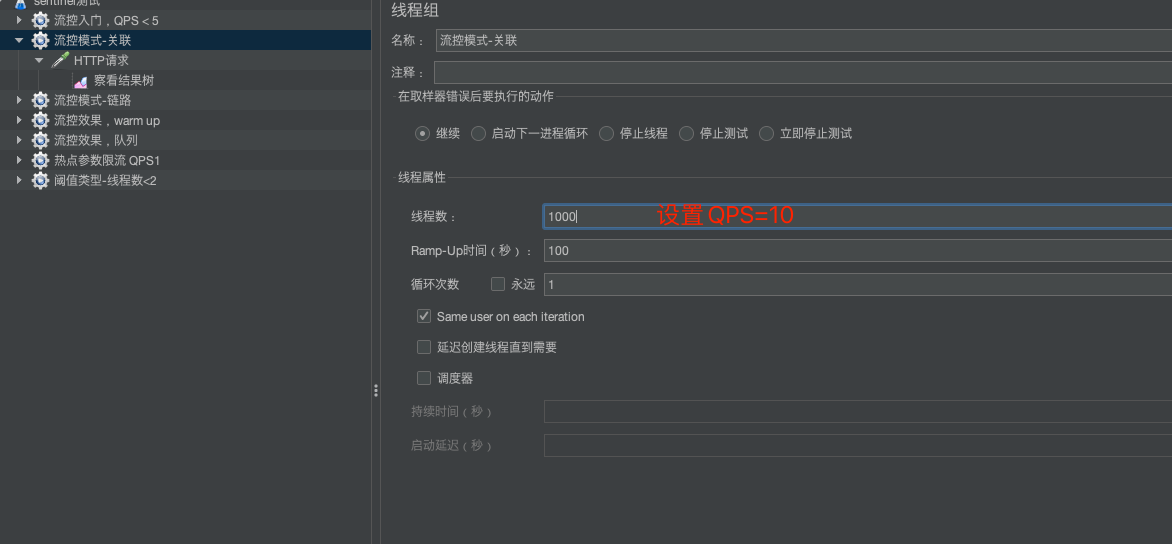 sentinel测试
流控入门，QPS < 5
流控模式-关联
HTTP请求
察看结果树
流控模式-链路
流控效果，warm up
流控效果，队列
热点参数限流 QPS1
阈值类型-线程数<2
线程组
名称： 流控模式-关联
注释：
在取样器错误后要执行的动作
继续 启动下一进程循环 停止线程 停止测试 立即停止测试
线程属性
线程数： 1000 设置 QPS=10
Ramp-Up时间（秒）： 100
循环次数 永远 1
Same user on each iteration
延迟创建线程直到需要
调度器
持续时间（秒）
启动延迟（秒）